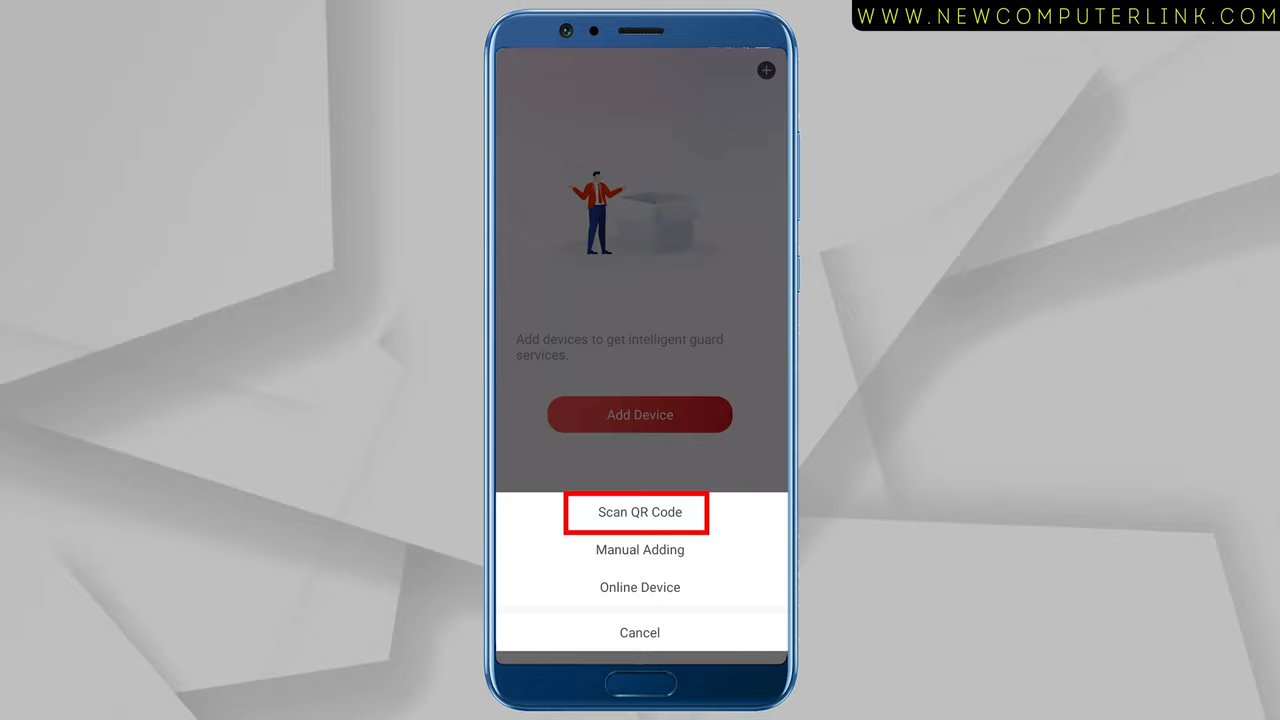 WWW.NEWCOMPUTERLINK.COM
Add devices to get intelligent guard
services.
Add Device
Scan QR Code
Manual Adding
Online Device
Cancel